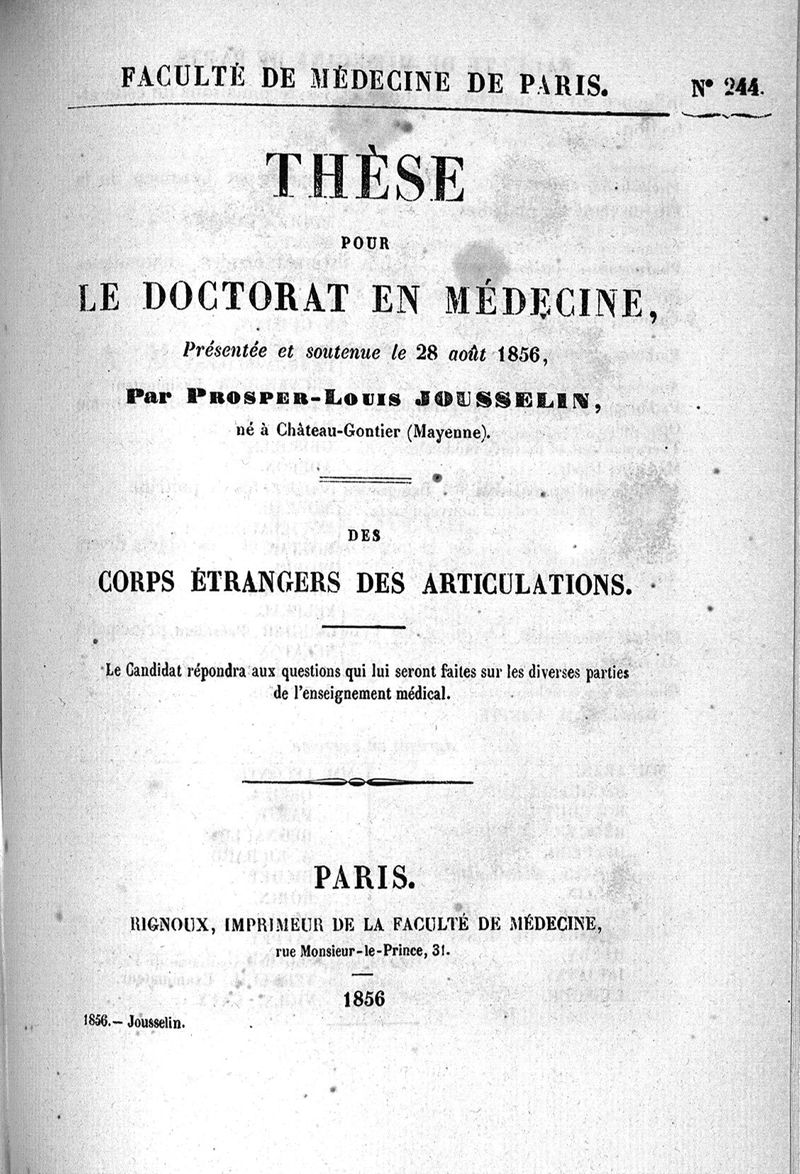 FACULTÉ DE MÉDECINE DE PARIS. N° 244.
THÈSE
POUR
LE DOCTORAT EN MÉDECINE,
Présentée et soutenue le 28 août 1856,
Par PROSPER-LOUIS JOUSSELIN,
né à Château-Gontier (Mayenne).
DES
CORPS ÉTRANGERS DES ARTICULATIONS.
Le Candidat répondra aux questions qui lui seront faites sur les diverses parties
de l'enseignement médical.
PARIS.
RIGNOUX, IMPRIMEUR DE LA FACULTÉ DE MÉDECINE,
rue Monsieur-le-Prince, 31.
1856
1856.— Jousselin.